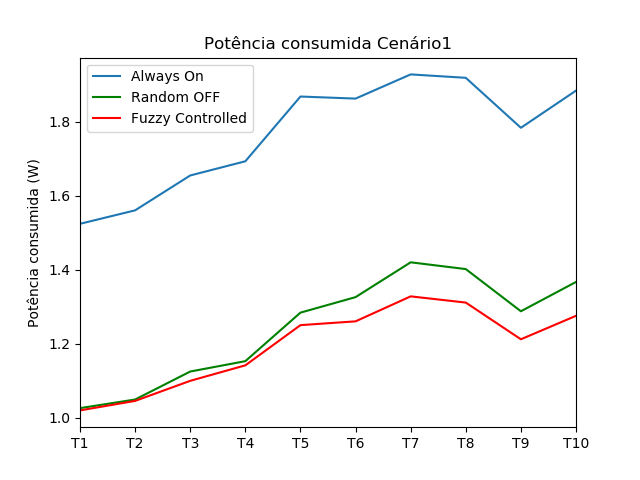 Potência consumida Cenário1
Always On
Random OFF
Fuzzy Controlled
Potência consumida (W)
1.8
1.6
1.4
1.2
1.0
T1 T2 T3 T4 T5 T6 T7 T8 T9 T10